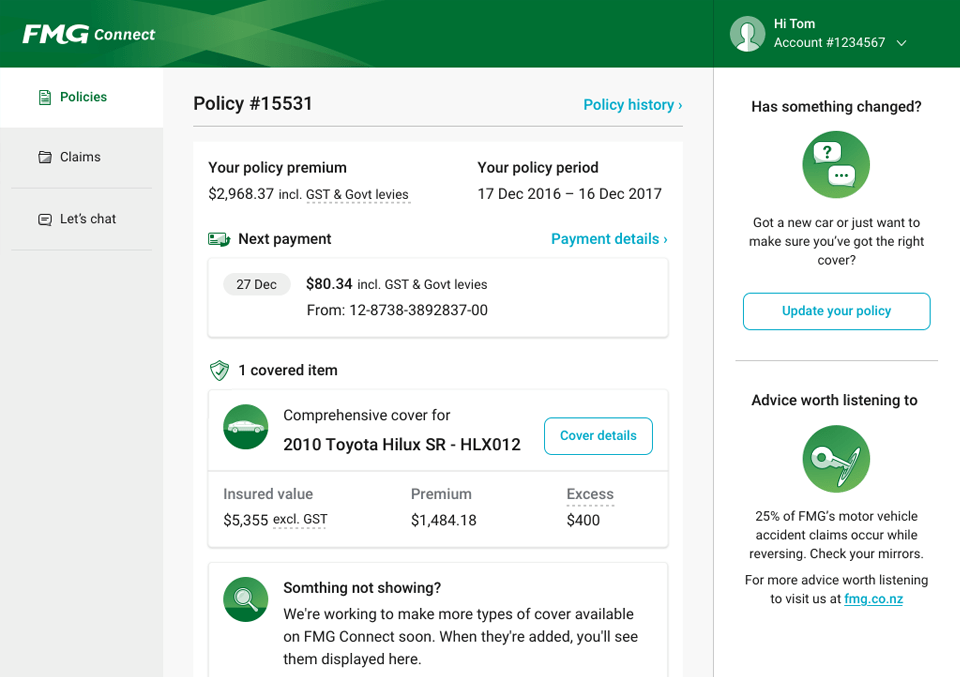 FMG Connect
Hi Tom
Account #1234567
Policies
Claims
Let's chat
Policy #15531
Policy history ›
Your policy premium
$2,968.37 incl. GST & Govt levies
Your policy period
17 Dec 2016 – 16 Dec 2017
Next payment
Payment details ›
27 Dec
$80.34 incl. GST & Govt levies
From: 12-8738-3892837-00
1 covered item
Comprehensive cover for
2010 Toyota Hilux SR - HLX012
Cover details
Insured value
$5,355 excl. GST
Premium
$1,484.18
Excess
$400
Somthing not showing?
We're working to make more types of cover available
on FMG Connect soon. When they're added, you'll see
them displayed here.
Has something changed?
?
Got a new car or just want to
make sure you've got the right
cover?
Update your policy
Advice worth listening to
25% of FMG's motor vehicle
accident claims occur while
reversing. Check your mirrors.
For more advice worth listening
to visit us at fmg.co.nz